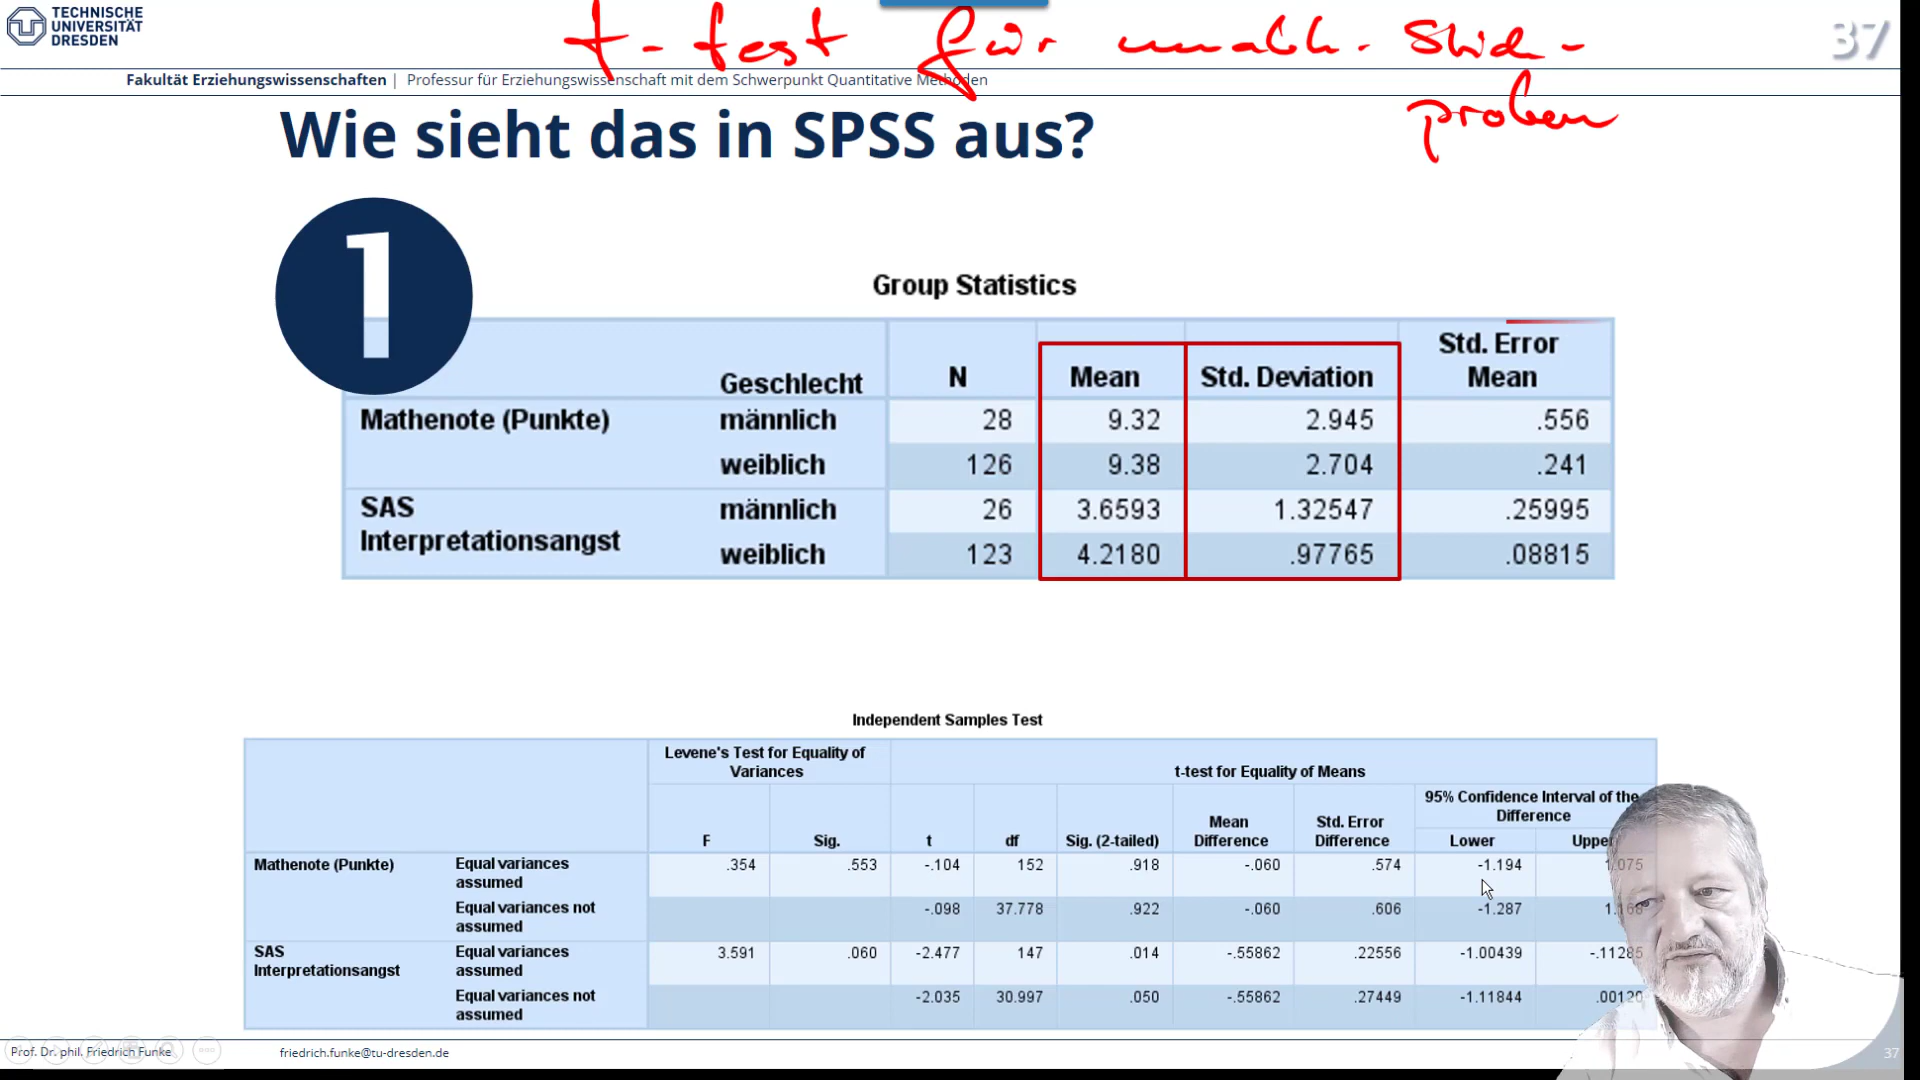 TECHNISCHE
UNIVERSITÄT
DRESDEN
t-test für unabh. Stich-
proben
37
Fakultät Erziehungswissenschaften | Professur für Erziehungswissenschaft mit dem Schwerpunkt Quantitative Methoden
Wie sieht das in SPSS aus?
1
Group Statistics
Geschlecht N Mean Std. Deviation Std. Error Mean
Mathenote (Punkte) männlich 28 9.32 2.945 .556
weiblich 126 9.38 2.704 .241
SAS Interpretationsangst männlich 26 3.6593 1.32547 .25995
weiblich 123 4.2180 .97765 .08815
Independent Samples Test
Levene's Test for Equality of Variances t-test for Equality of Means
95% Confidence Interval of the Difference
F Sig. t df Sig. (2-tailed) Mean Difference Std. Error Difference Lower Upper
Mathenote (Punkte) Equal variances assumed .354 .553 -.104 152 .918 -.060 .574 -1.194 1.075
Equal variances not assumed -.098 37.778 .922 -.060 .606 -1.287
SAS Interpretationsangst Equal variances assumed 3.591 .060 -2.477 147 .014 -.55862 .22556 -1.00439 -.11285
Equal variances not assumed -2.035 30.997 .050 -.55862 .27449 -1.11844 .00120
Prof. Dr. phil. Friedrich Funke friedrich.funke@tu-dresden.de 37